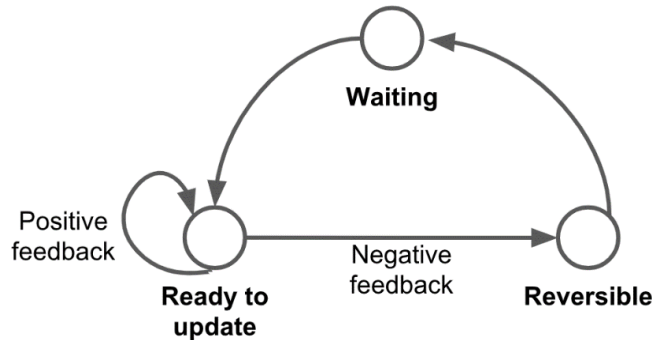 Waiting
Positive
feedback
Negative
feedback
Ready to
update
Reversible